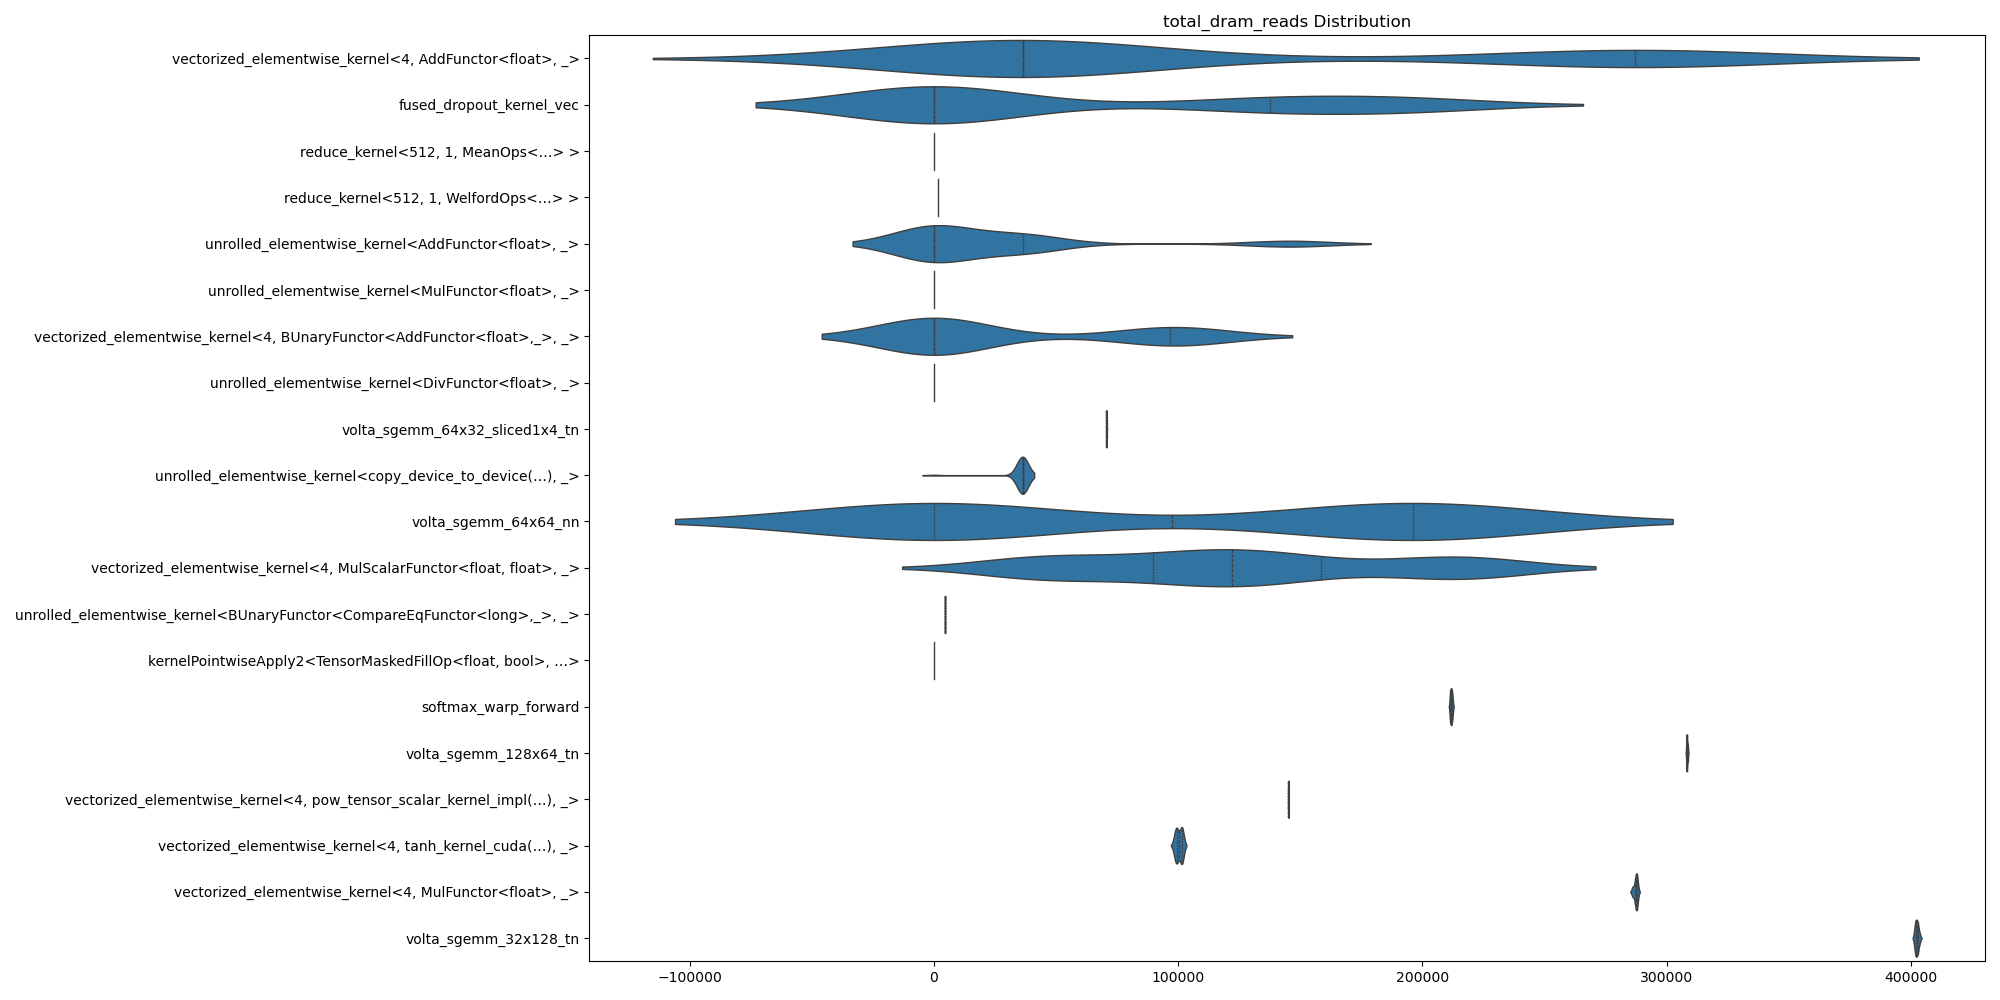 total_dram_reads Distribution
vectorized_elementwise_kernel<4, AddFunctor<float>, _>
fused_dropout_kernel_vec
reduce_kernel<512, 1, MeanOps<...> >
reduce_kernel<512, 1, WelfordOps<...> >
unrolled_elementwise_kernel<AddFunctor<float>, _>
unrolled_elementwise_kernel<MulFunctor<float>, _>
vectorized_elementwise_kernel<4, BUnaryFunctor<AddFunctor<float>,_>, _>
unrolled_elementwise_kernel<DivFunctor<float>, _>
volta_sgemm_64x32_sliced1x4_tn
unrolled_elementwise_kernel<copy_device_to_device(...), _>
volta_sgemm_64x64_nn
vectorized_elementwise_kernel<4, MulScalarFunctor<float, float>, _>
unrolled_elementwise_kernel<BUnaryFunctor<CompareEqFunctor<long>,_>, _>
kernelPointwiseApply2<TensorMaskedFillOp<float, bool>, ...>
softmax_warp_forward
volta_sgemm_128x64_tn
vectorized_elementwise_kernel<4, pow_tensor_scalar_kernel_impl(...), _>
vectorized_elementwise_kernel<4, tanh_kernel_cuda(...), _>
vectorized_elementwise_kernel<4, MulFunctor<float>, _>
volta_sgemm_32x128_tn
−100000 0 100000 200000 300000 400000